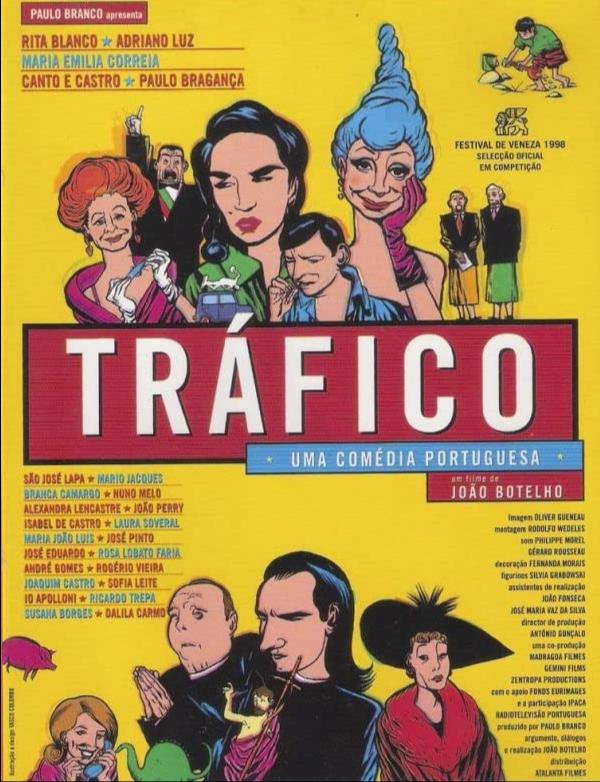 PAULO BRANCO apresenta
RITA BLANCO ★ ADRIANO LUZ
MARIA EMILIA CORREIA
CANTO E CASTRO ★ PAULO BRAGANÇA
FESTIVAL DE VENEZA 1998
SELECÇÃO OFICIAL
EM COMPETIÇÃO
TRÁFICO
★ UMA COMÉDIA PORTUGUESA ★
um filme de
JOÃO BOTELHO
SÃO JOSÉ LAPA ★ MARIO JACQUES
BRANCA CAMARGO ★ NUNO MELO
ALEXANDRA LENCASTRE ★ JOÃO PERRY
ISABEL DE CASTRO ★ LAURA SOVERAL
MARIA JOÃO LUIS ★ JOSÉ PINTO
JOSÉ EDUARDO ★ ROSA LOBATO FARIA
ANDRÉ GOMES ★ ROGÉRIO VIEIRA
JOAQUIM CASTRO ★ SOFIA LEITE
IO APOLLONI ★ RICARDO TREPA
SUSANA BORGES ★ DALILA CARMO
Imagem OLIVER GUENEAU
montagem RODOLFO WEDELES
som PHILIPPE MOREL
GÉRARD ROUSSEAU
decoração FERNANDA MORAIS
figurinos SILVIA GRABOWSKI
assistentes de realização
JOÃO FONSECA
JOSÉ MARIA VAZ DA SILVA
director de produção
ANTÓNIO GONÇALO
uma co-produção
MADRAGOA FILMES
GEMINI FILMS
ZENTROPA PRODUCTIONS
com o apoio FONDS EURIMAGES
e a participação IPACA
RADIOTELEVISÃO PORTUGUESA
produzido por PAULO BRANCO
argumento, diálogos
e realização JOÃO BOTELHO
distribuição
ATALANTA FILMES
ilustração e design VASCO COLOMBO